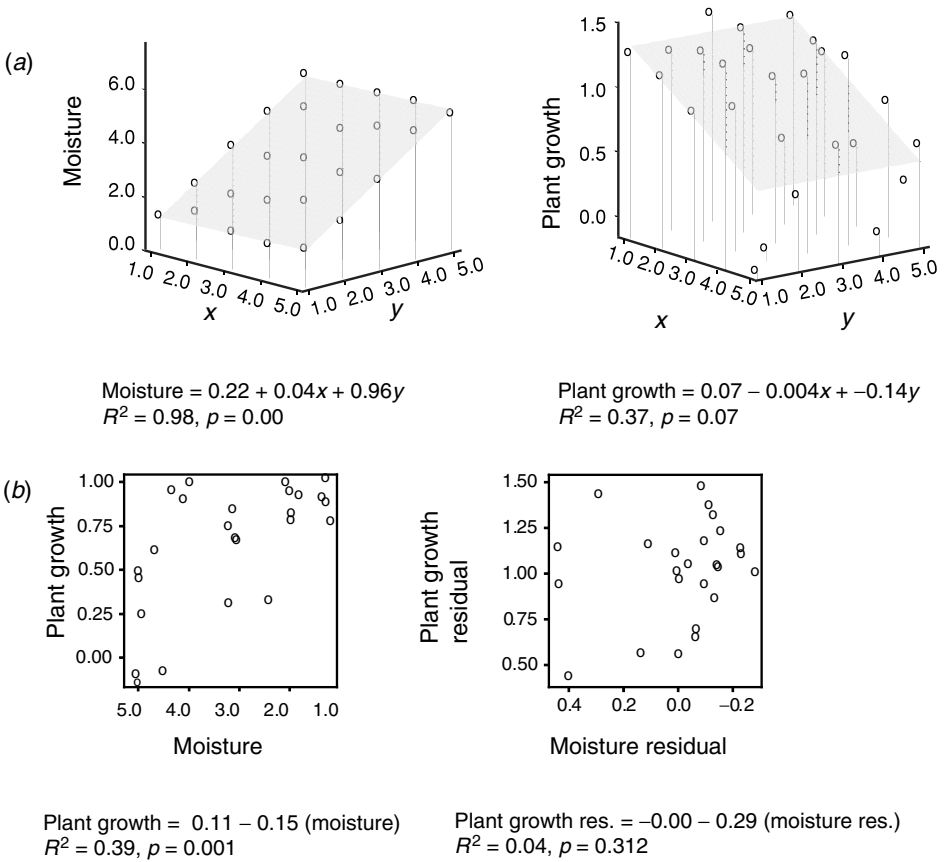 (a)
Moisture
6.0
4.0
2.0
0.0
1.0 2.0 3.0 4.0 5.0
x
1.0 2.0 3.0 4.0 5.0
y
Plant growth
1.5
1.0
0.5
0.0
1.0 2.0 3.0 4.0 5.0
x
1.0 2.0 3.0 4.0 5.0
y
Moisture = 0.22 + 0.04x + 0.96y
R² = 0.98, p = 0.00
Plant growth = 0.07 – 0.004x + –0.14y
R² = 0.37, p = 0.07
(b)
Plant growth
1.00
0.75
0.50
0.25
0.00
5.0 4.0 3.0 2.0 1.0
Moisture
Plant growth
residual
1.50
1.25
1.00
0.75
0.50
0.4 0.2 0.0 –0.2
Moisture residual
Plant growth = 0.11 – 0.15 (moisture)
R² = 0.39, p = 0.001
Plant growth res. = –0.00 – 0.29 (moisture res.)
R² = 0.04, p = 0.312